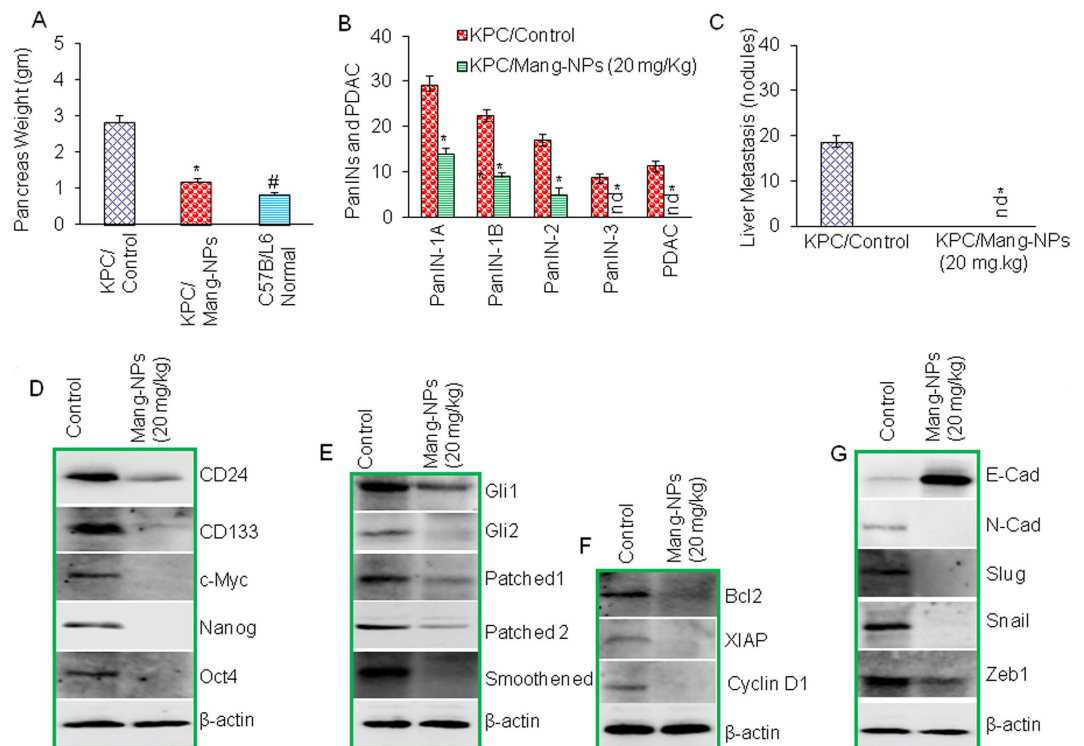 A
Pancreas Weight (gm)
5
4
3
2
1
0
KPC/
Control
KPC/
Mang-NPs
C57B/L6
Normal
*
#
B
PanINs and PDAC
40
30
20
10
0
KPC/Control
KPC/Mang-NPs (20 mg/Kg)
*
*
*
*
nd*
nd*
PanIN-1A
PanIN-1B
PanIN-2
PanIN-3
PDAC
C
Liver Metastasis (nodules)
40
30
20
10
0
nd*
KPC/Control
KPC/Mang-NPs
(20 mg.kg)
D
Control
Mang-NPs
(20 mg/kg)
CD24
CD133
c-Myc
Nanog
Oct4
β-actin
E
Control
Mang-NPs
(20 mg/kg)
Gli1
Gli2
Patched1
Patched 2
Smoothened
β-actin
F
Control
Mang-NPs
(20 mg/kg)
Bcl2
XIAP
Cyclin D1
β-actin
G
Control
Mang-NPs
(20 mg/kg)
E-Cad
N-Cad
Slug
Snail
Zeb1
β-actin